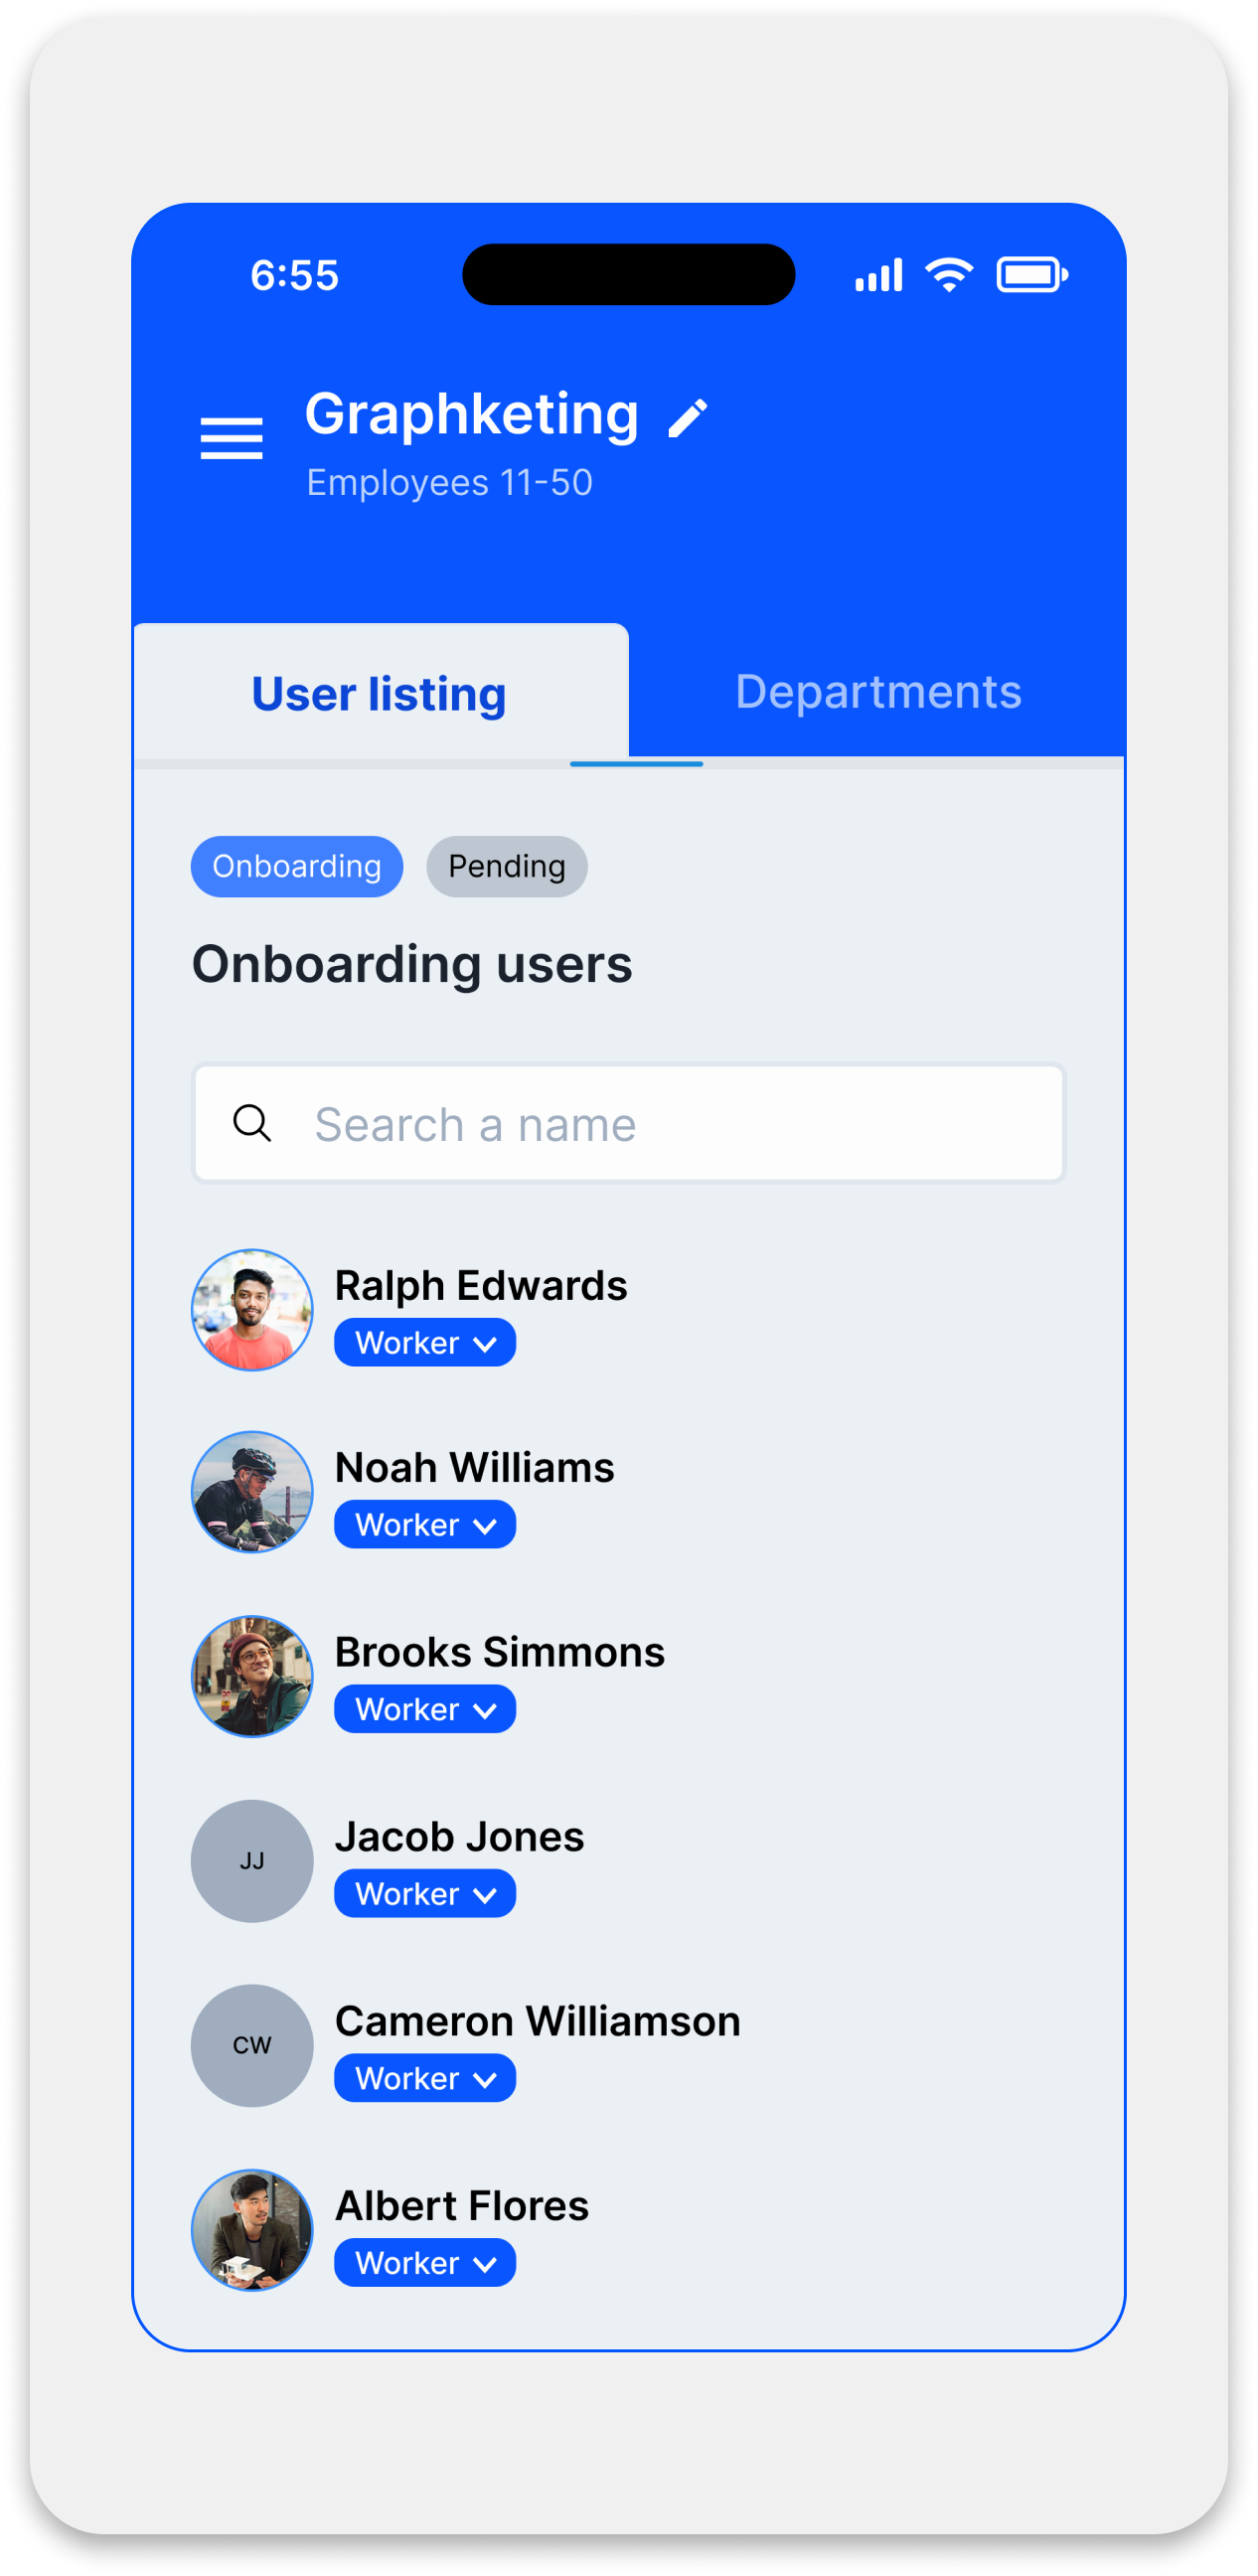 6:55
Graphketing
Employees 11-50
User listing
Departments
Onboarding
Pending
Onboarding users
Search a name
Ralph Edwards
Worker
Noah Williams
Worker
Brooks Simmons
Worker
JJ
Jacob Jones
Worker
CW
Cameron Williamson
Worker
Albert Flores
Worker